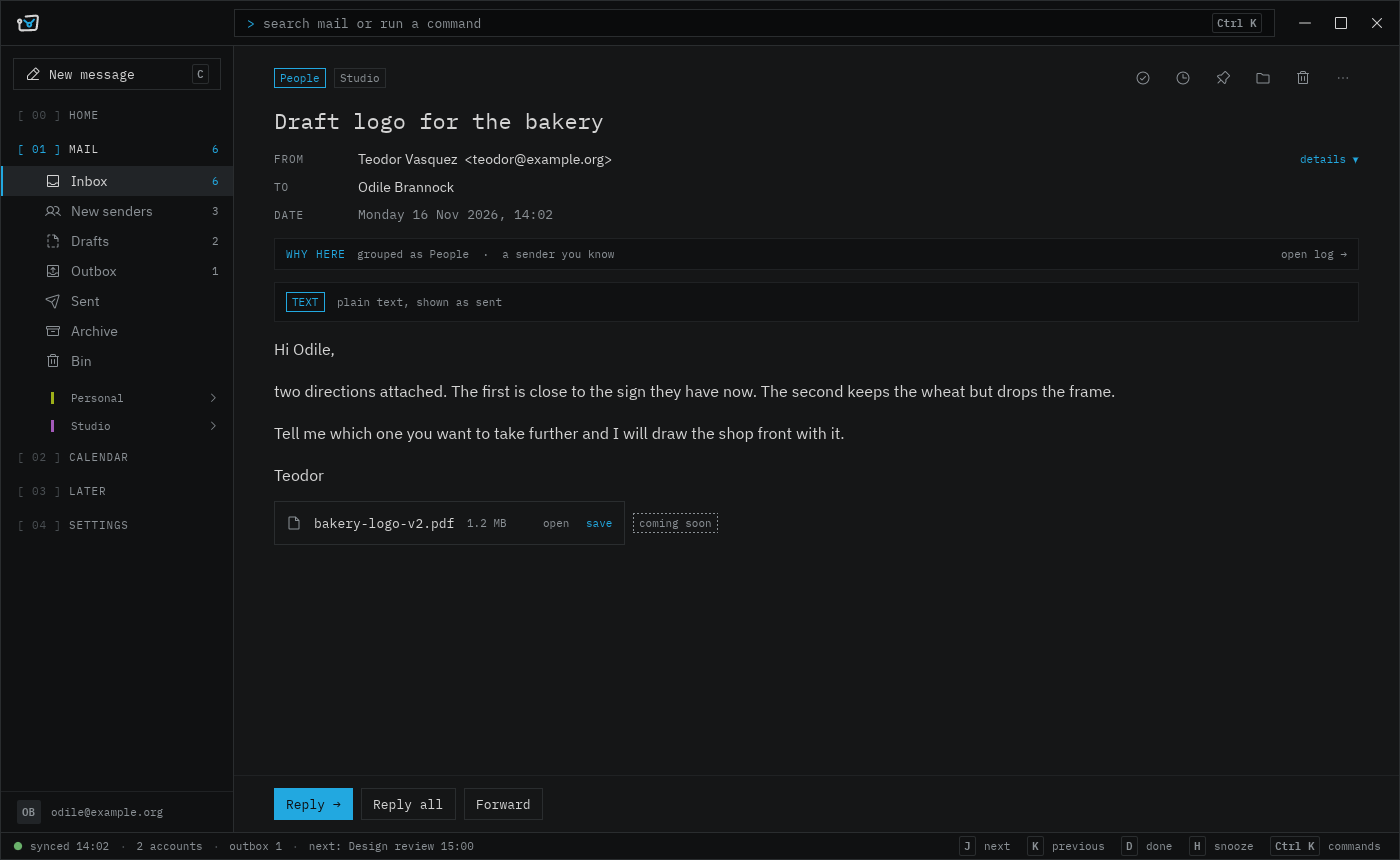 > search mail or run a command Ctrl K
New message C
[ 00 ] HOME
[ 01 ] MAIL 6
Inbox 6
New senders 3
Drafts 2
Outbox 1
Sent
Archive
Bin
Personal
Studio
[ 02 ] CALENDAR
[ 03 ] LATER
[ 04 ] SETTINGS
OB odile@example.org
People Studio
Draft logo for the bakery
FROM Teodor Vasquez <teodor@example.org> details ▾
TO Odile Brannock
DATE Monday 16 Nov 2026, 14:02
WHY HERE grouped as People · a sender you know open log →
TEXT plain text, shown as sent
Hi Odile,
two directions attached. The first is close to the sign they have now. The second keeps the wheat but drops the frame.
Tell me which one you want to take further and I will draw the shop front with it.
Teodor
bakery-logo-v2.pdf 1.2 MB open save coming soon
Reply → Reply all Forward
synced 14:02 · 2 accounts · outbox 1 · next: Design review 15:00 J next K previous D done H snooze Ctrl K commands